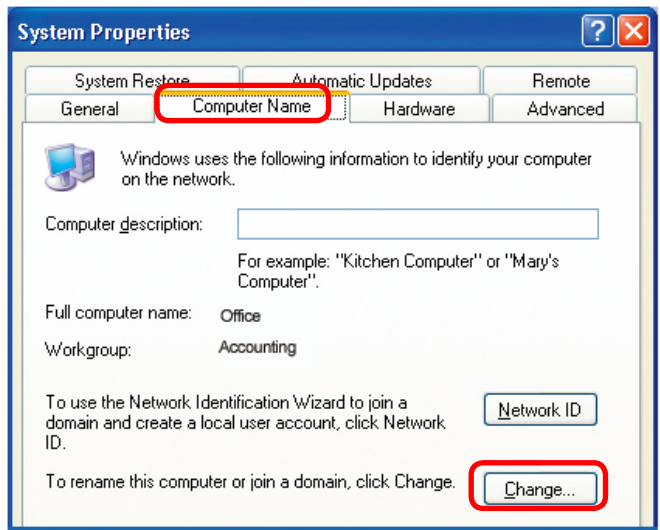 System Properties
System Restore Automatic Updates Remote
General Computer Name Hardware Advanced
Windows uses the following information to identify your computer
on the network.
Computer description:
For example: "Kitchen Computer" or "Mary's
Computer".
Full computer name: Office
Workgroup: Accounting
To use the Network Identification Wizard to join a
domain and create a local user account, click Network
ID.
Network ID
To rename this computer or join a domain, click Change.
Change...